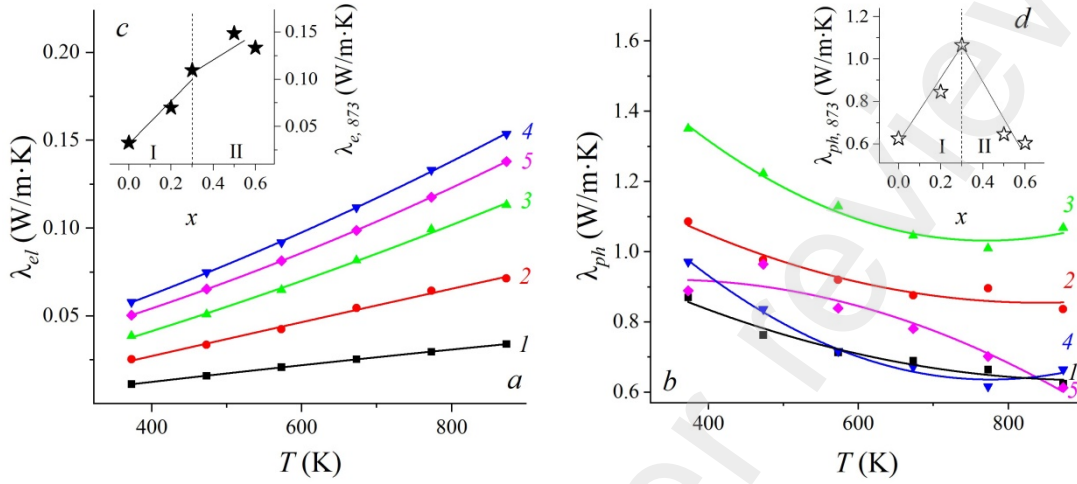 0.20
0.15
0.10
0.05
λel (W/m·K)
400
600
800
T (K)
a
4
5
3
2
1
c
I
II
0.0 0.2 0.4 0.6
x
0.15
0.10
0.05
λe, 873 (W/m·K)
1.6
1.4
1.2
1.0
0.8
0.6
λph (W/m·K)
400
600
800
T (K)
b
3
2
4
1
5
d
1.2
1.0
0.8
0.6
λph, 873 (W/m·K)
I
II
0.0 0.2 0.4 0.6
x
er review